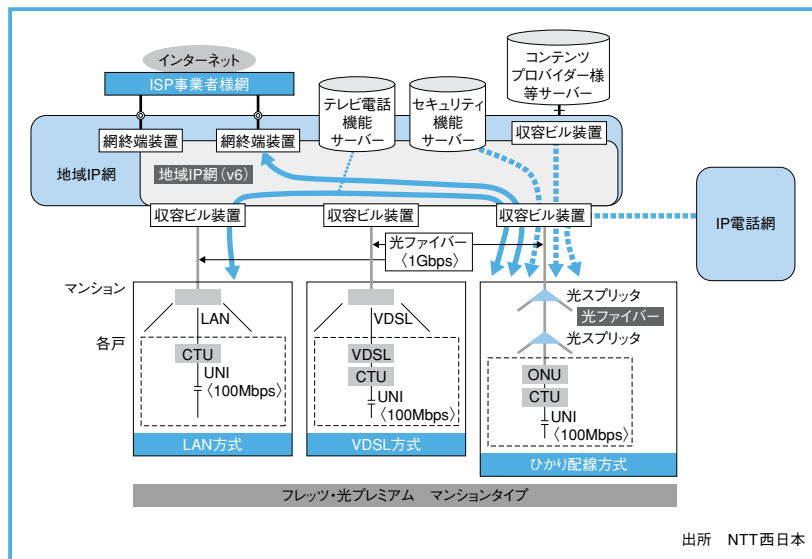 インターネット
ISP事業者様網
テレビ電話
機能
サーバー
セキュリティ
機能
サーバー
コンテンツ
プロバイダー様
等サーバー
網終端装置
網終端装置
収容ビル装置
地域IP網
地域IP網（v6）
収容ビル装置
収容ビル装置
収容ビル装置
IP電話網
光ファイバー
〈1Gbps〉
マンション
各戸
LAN
CTU
UNI
〈100Mbps〉
LAN方式
VDSL
VDSL
CTU
UNI
〈100Mbps〉
VDSL方式
光スプリッタ
光ファイバー
光スプリッタ
ONU
CTU
UNI
〈100Mbps〉
ひかり配線方式
フレッツ・光プレミアム　マンションタイプ
出所　NTT西日本